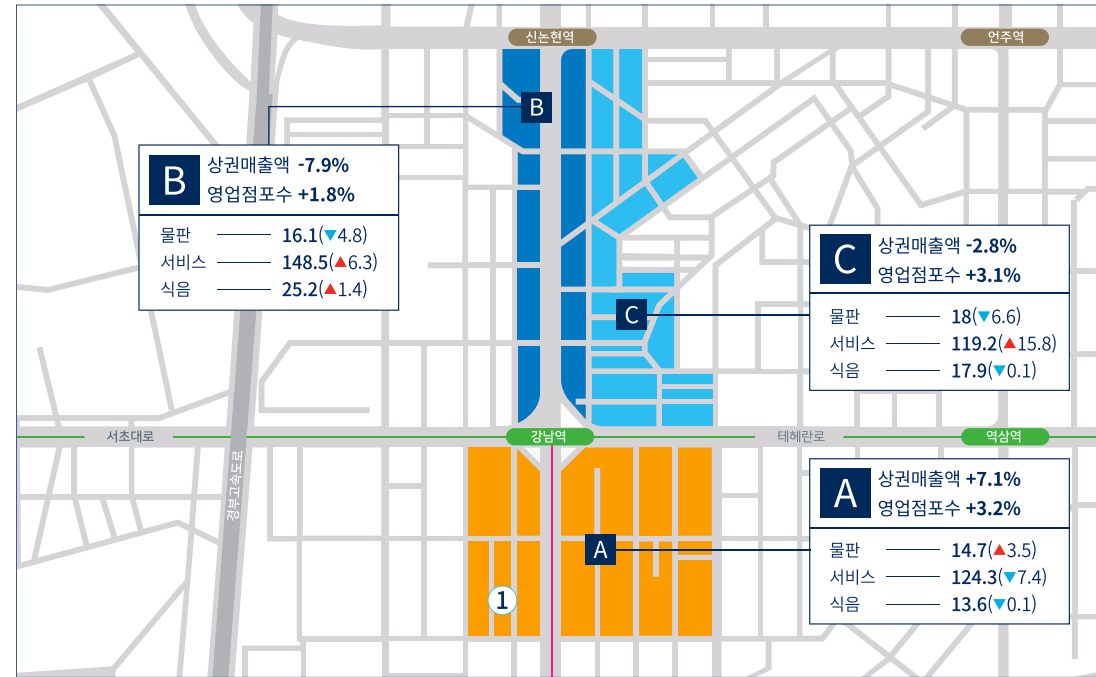 신논현역
언주역
B
B
상권매출액 -7.9%
영업점포수 +1.8%
물판 16.1(▼4.8)
서비스 148.5(▲6.3)
식음 25.2(▲1.4)
C
C
상권매출액 -2.8%
영업점포수 +3.1%
물판 18(▼6.6)
서비스 119.2(▲15.8)
식음 17.9(▼0.1)
서초대로
강남역
테헤란로
역삼역
경부고속도로
A
A
상권매출액 +7.1%
영업점포수 +3.2%
물판 14.7(▲3.5)
서비스 124.3(▼7.4)
식음 13.6(▼0.1)
1